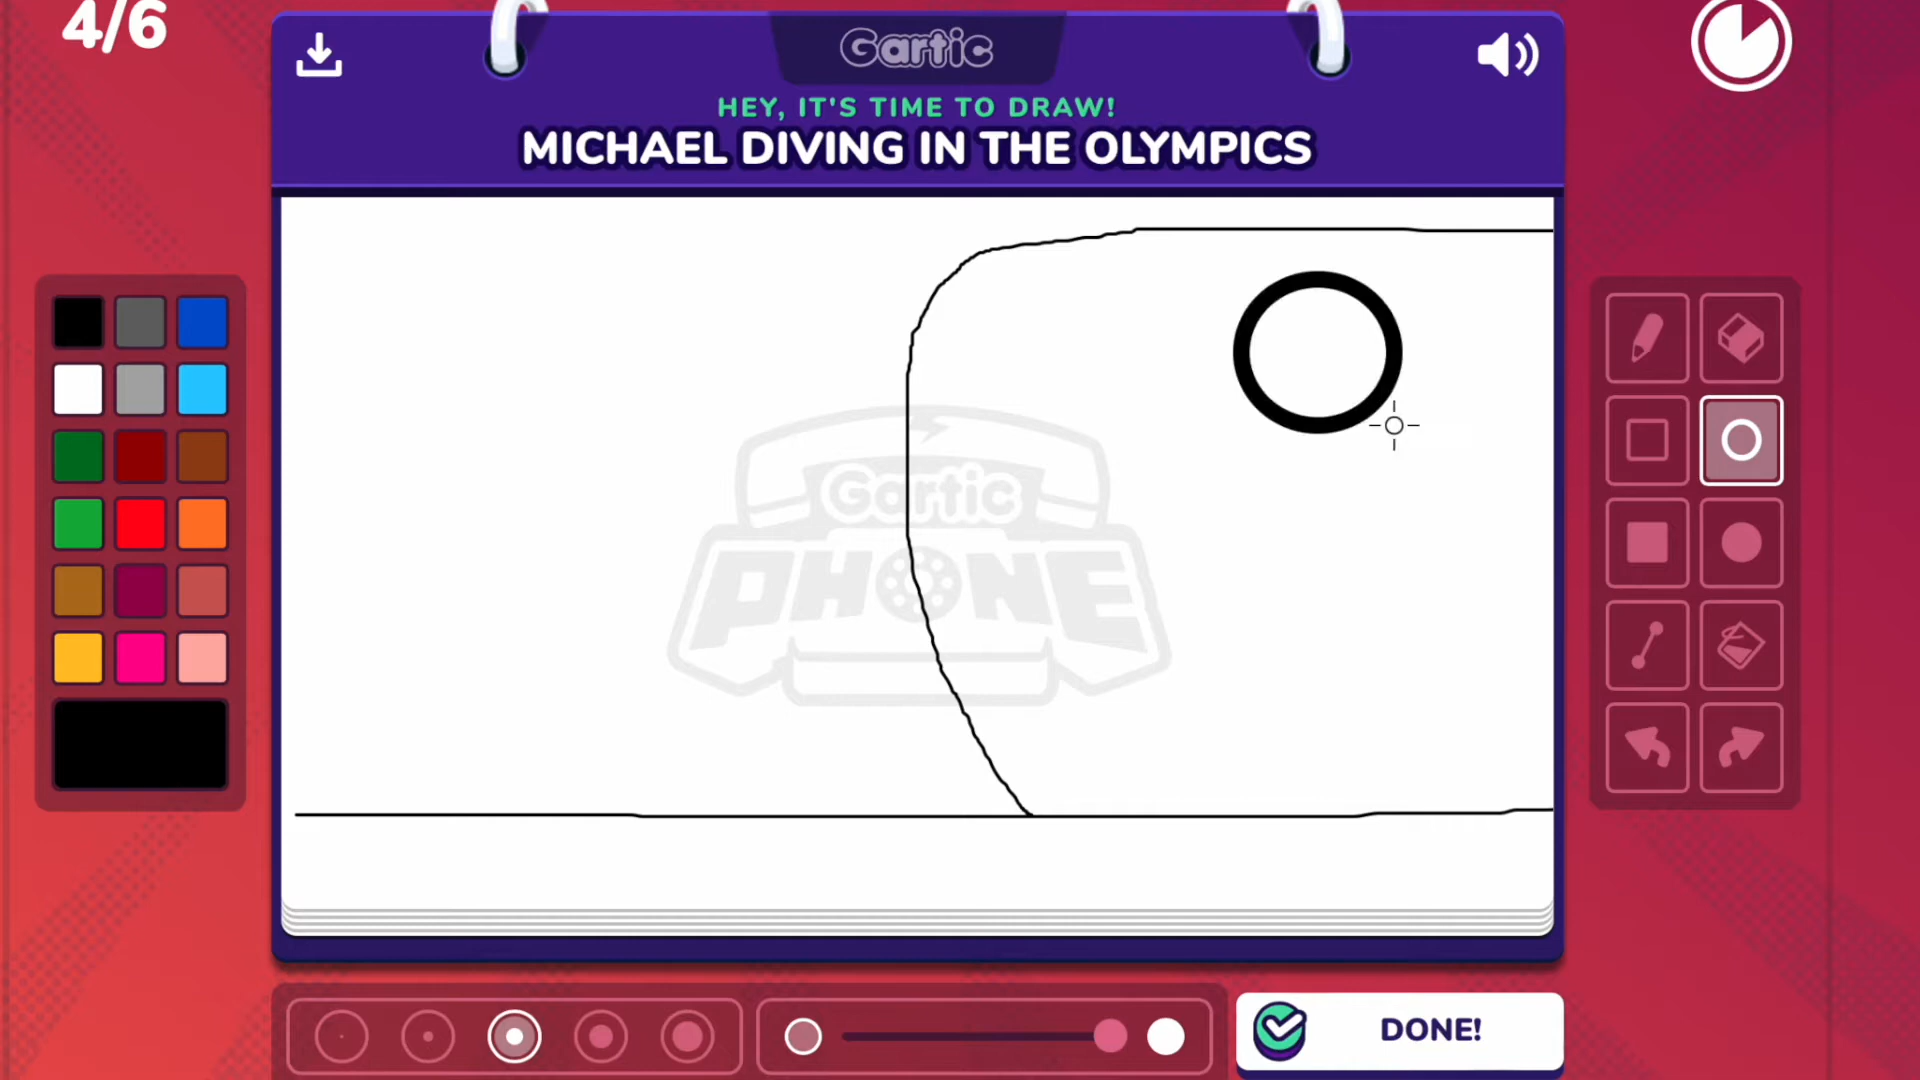 4/6
Gartic
HEY, IT'S TIME TO DRAW!
MICHAEL DIVING IN THE OLYMPICS
Gartic
PHONE
DONE!